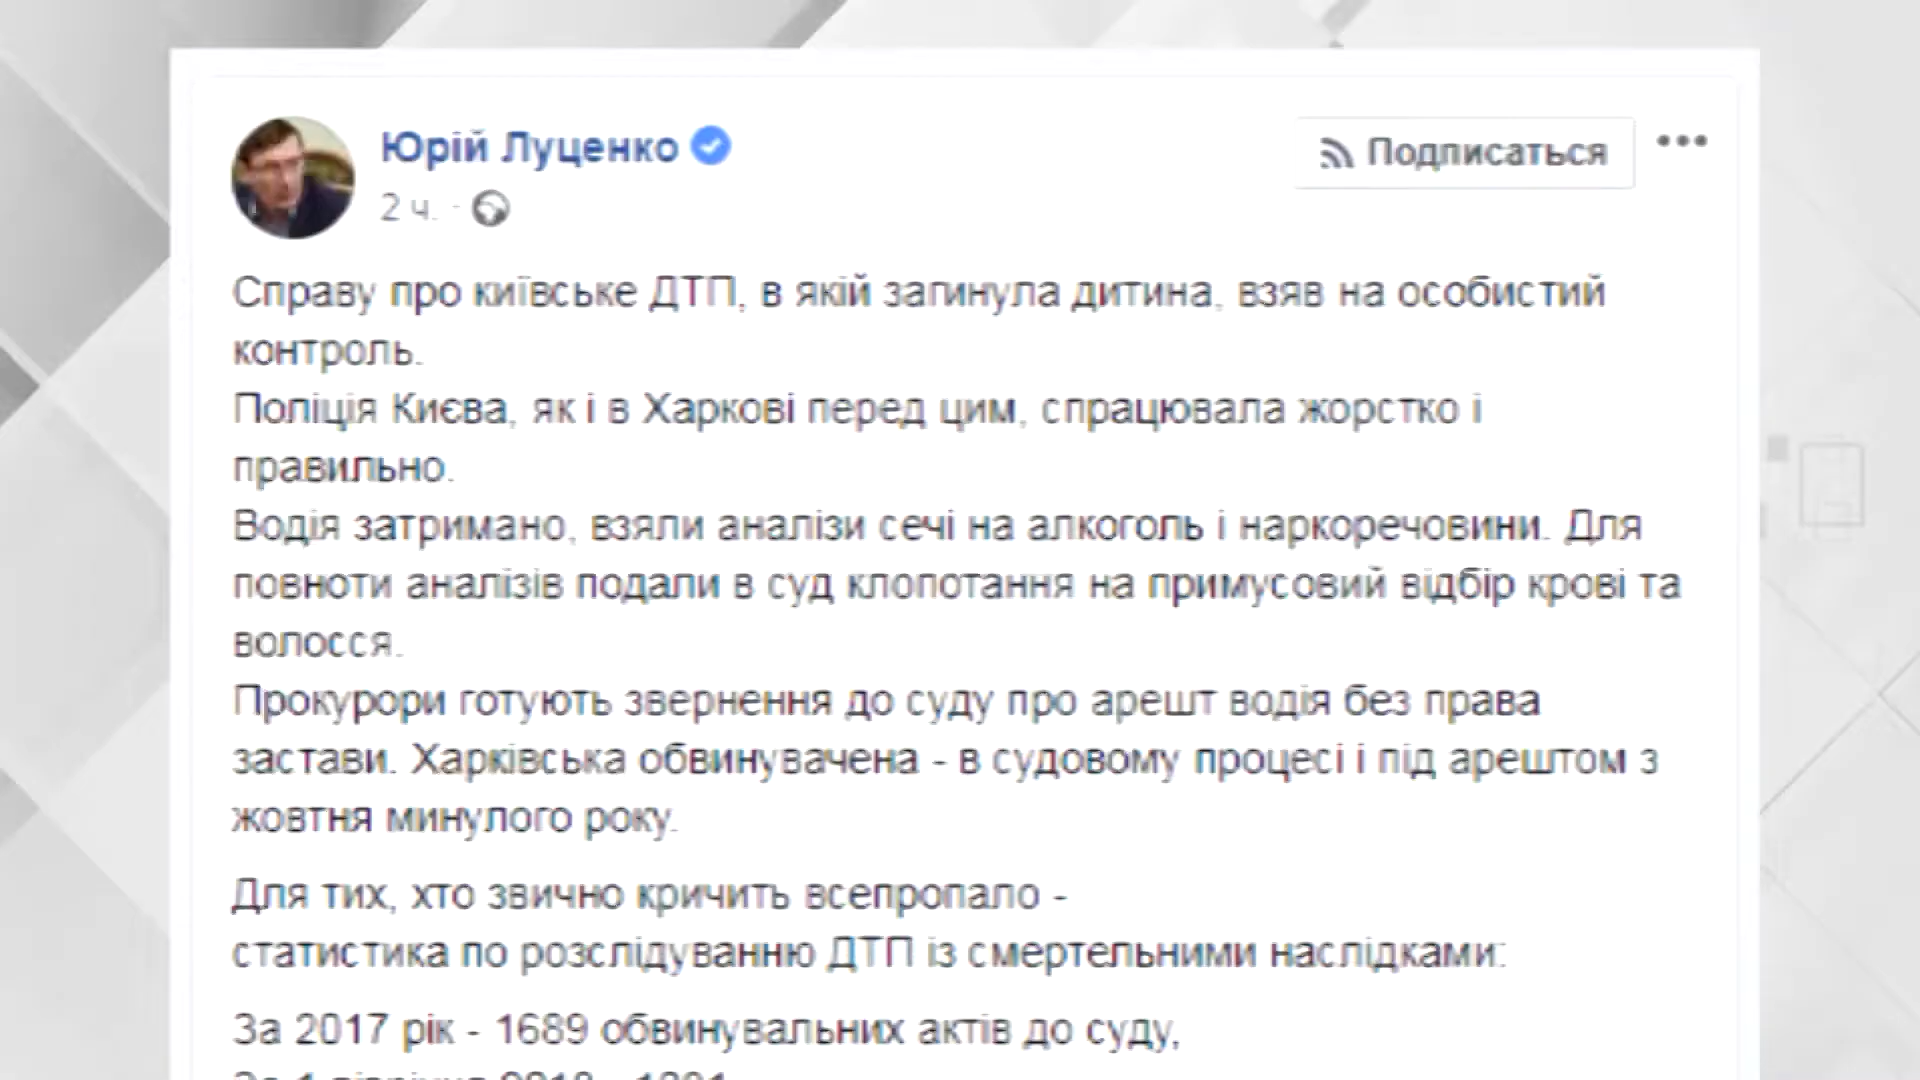 Юрій Луценко
Подписаться
2 ч.
Справу про київське ДТП, в якій загинула дитина, взяв на особистий
контроль.
Поліція Києва, як і в Харкові перед цим, спрацювала жорстко і
правильно.
Водія затримано, взяли аналізи сечі на алкоголь і наркоречовини. Для
повноти аналізів подали в суд клопотання на примусовий відбір крові та
волосся.
Прокурори готують звернення до суду про арешт водія без права
застави. Харківська обвинувачена - в судовому процесі і під арештом з
жовтня минулого року.
Для тих, хто звично кричить всепропало -
статистика по розслідуванню ДТП із смертельними наслідками:
За 2017 рік - 1689 обвинувальних актів до суду,